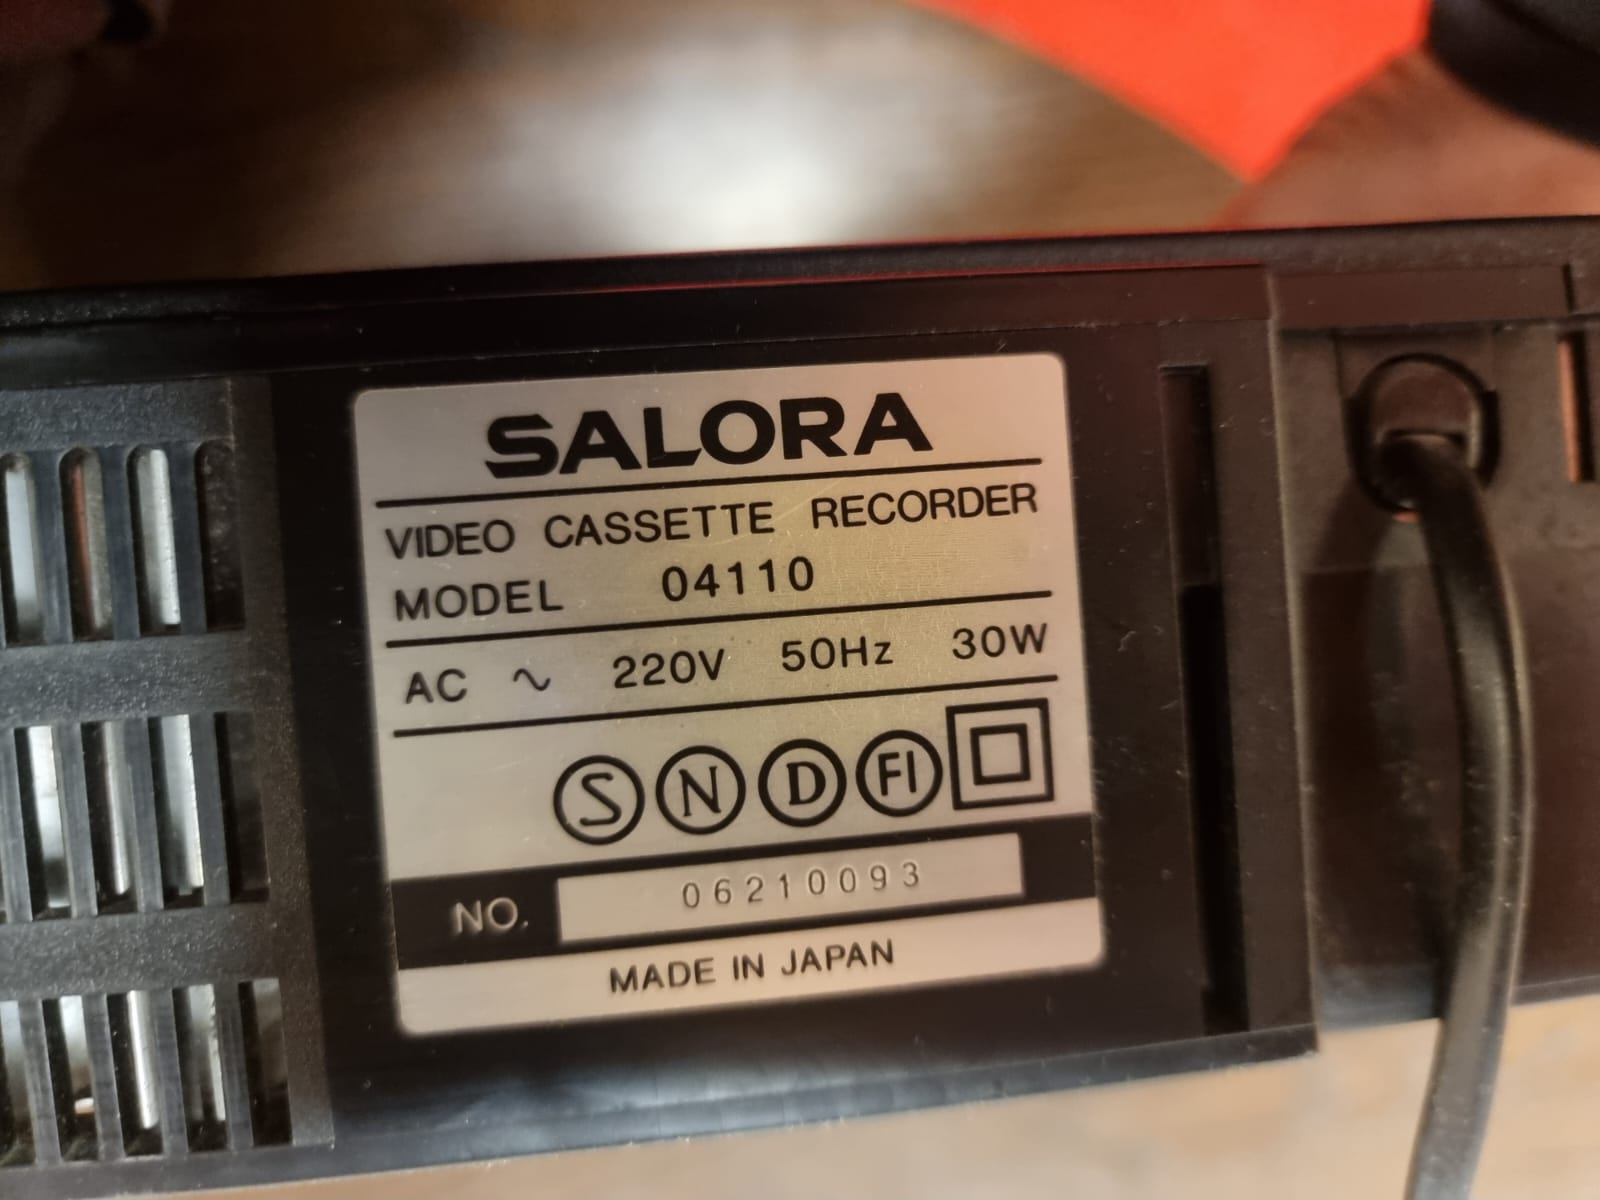 SALORA
VIDEO CASSETTE RECORDER
MODEL 04110
AC ∿ 220V 50Hz 30W
S N D FI
NO. 06210093
MADE IN JAPAN